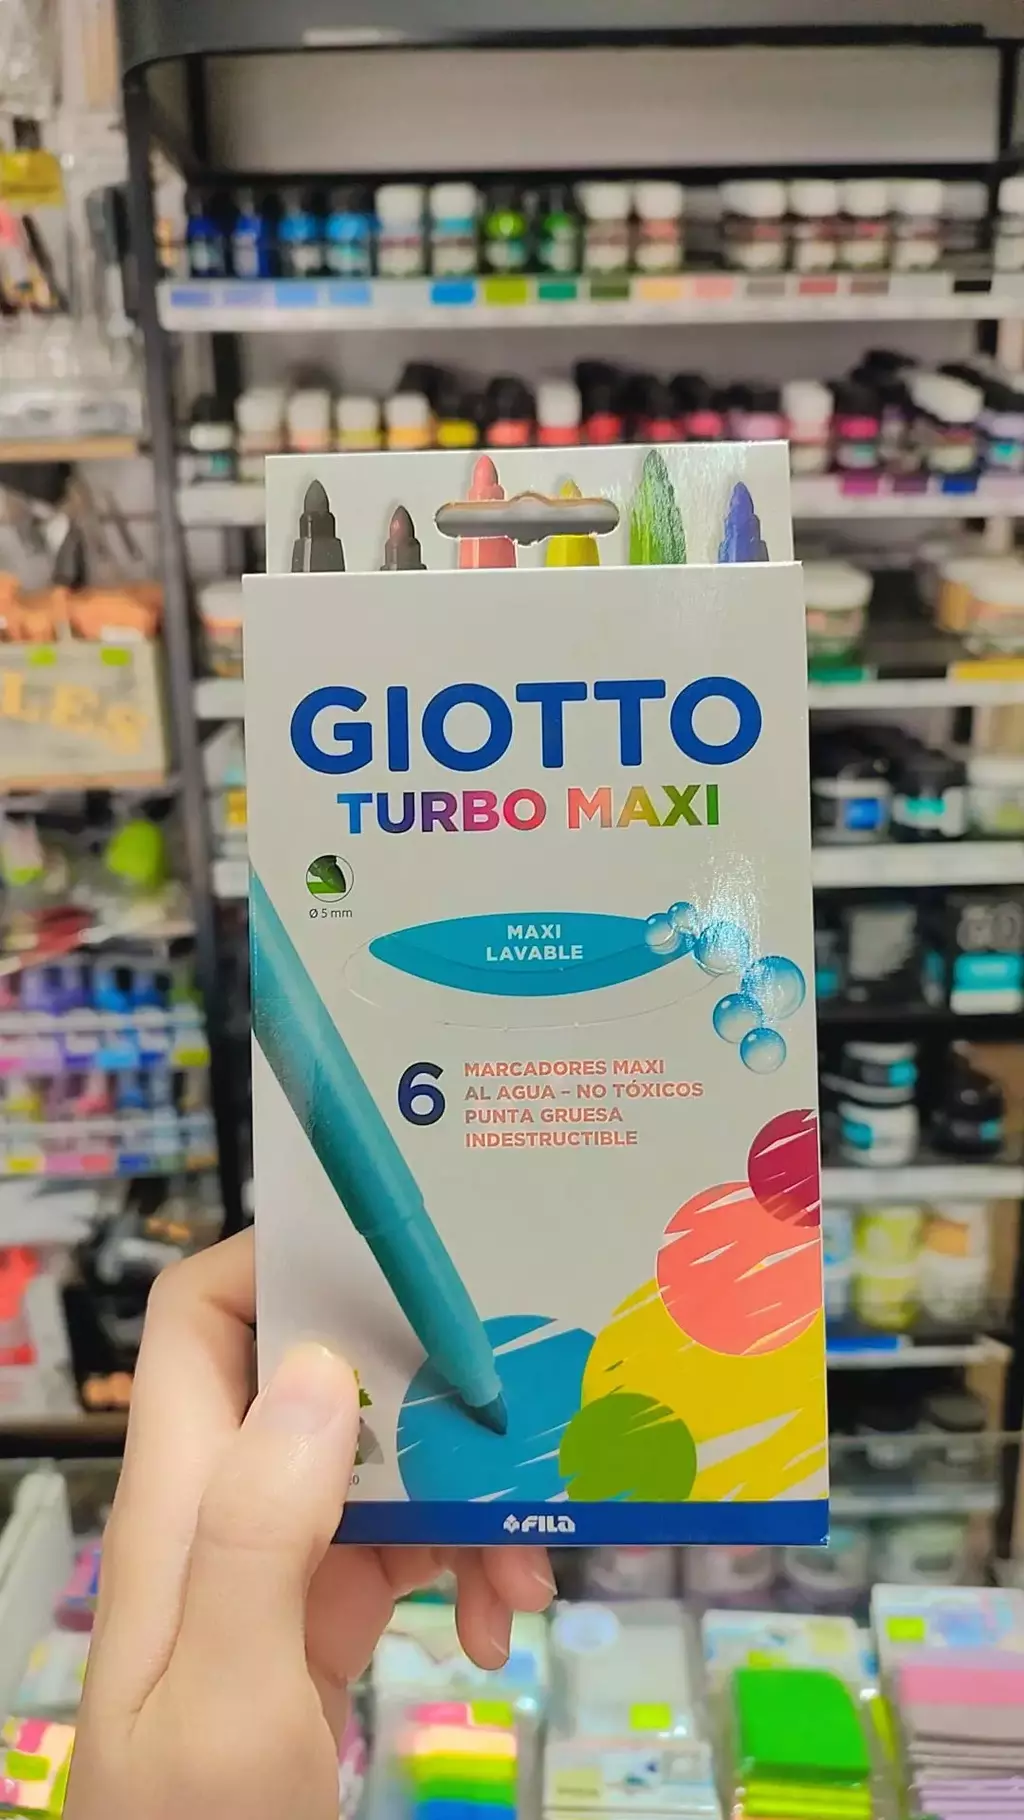 GIOTTO
TURBO MAXI
Ø 5 mm
MAXI
LAVABLE
6
MARCADORES MAXI
AL AGUA – NO TÓXICOS
PUNTA GRUESA
INDESTRUCTIBLE
FILA